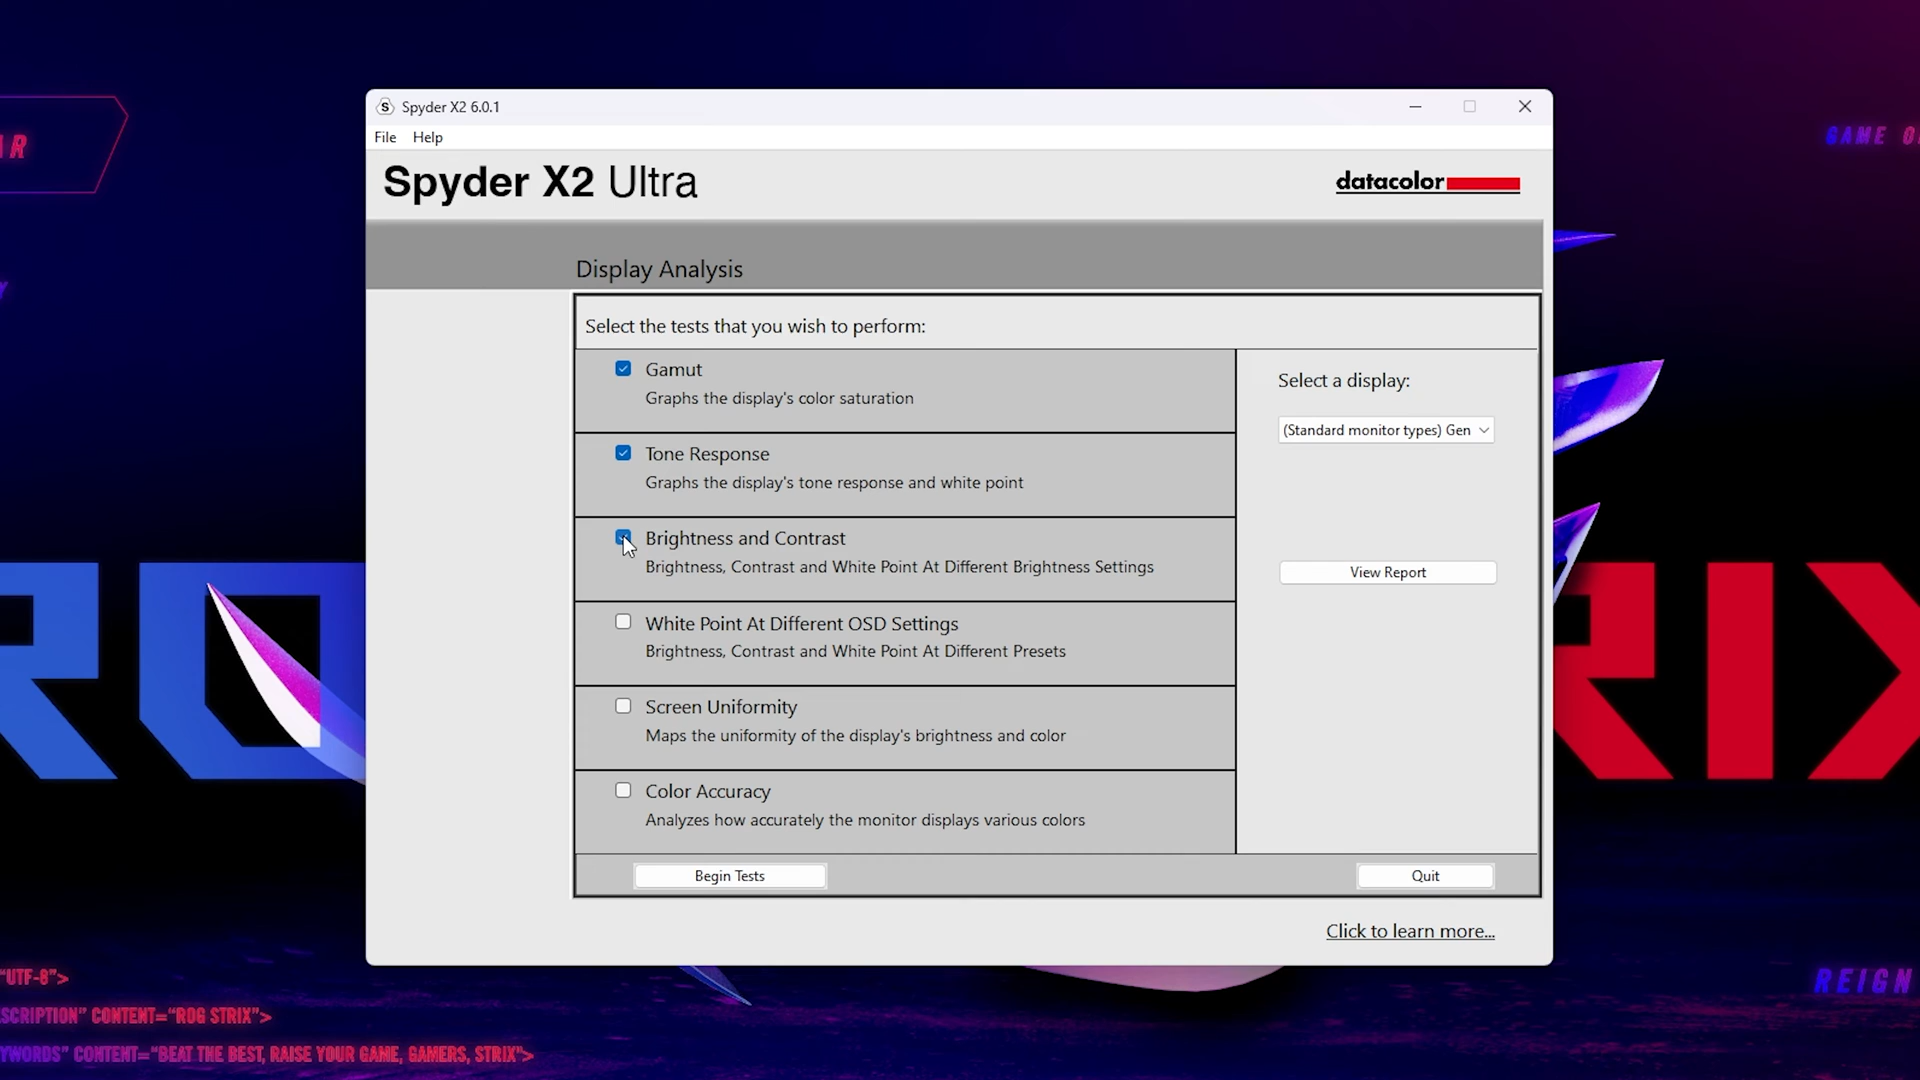 Spyder X2 6.0.1
File Help
Spyder X2 Ultra
datacolor
Display Analysis
Select the tests that you wish to perform:
Gamut
Graphs the display's color saturation
Tone Response
Graphs the display's tone response and white point
Brightness and Contrast
Brightness, Contrast and White Point At Different Brightness Settings
White Point At Different OSD Settings
Brightness, Contrast and White Point At Different Presets
Screen Uniformity
Maps the uniformity of the display's brightness and color
Color Accuracy
Analyzes how accurately the monitor displays various colors
Select a display:
(Standard monitor types) Gen
View Report
Begin Tests
Quit
Click to learn more...
GAME
REIGN
RO
RIX
"UTF-8">
SCRIPTION" CONTENT="ROG STRIX">
YWORDS" CONTENT="BEAT THE BEST, RAISE YOUR GAME, GAMERS, STRIX">